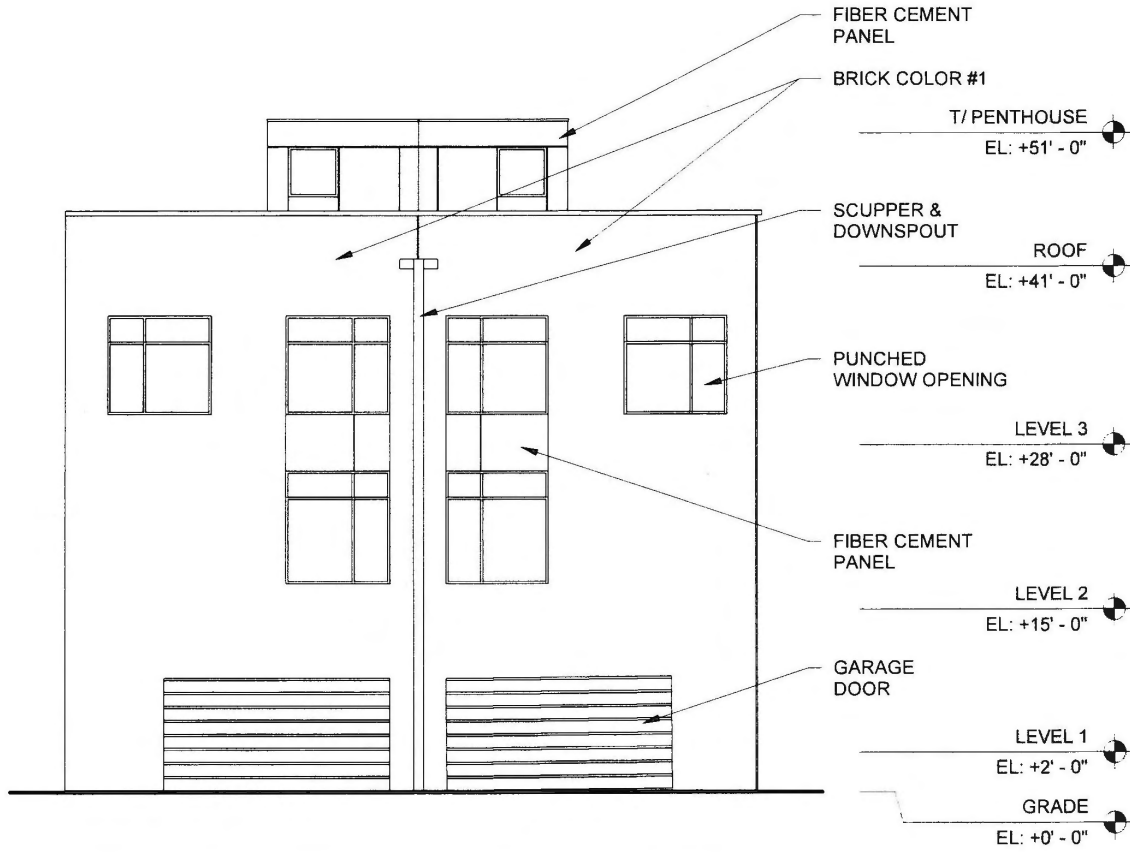 FIBER CEMENT
PANEL
BRICK COLOR #1
T/ PENTHOUSE
EL: +51' - 0"
SCUPPER &
DOWNSPOUT
ROOF
EL: +41' - 0"
PUNCHED
WINDOW OPENING
LEVEL 3
EL: +28' - 0"
FIBER CEMENT
PANEL
LEVEL 2
EL: +15' - 0"
GARAGE
DOOR
LEVEL 1
EL: +2' - 0"
GRADE
EL: +0' - 0"